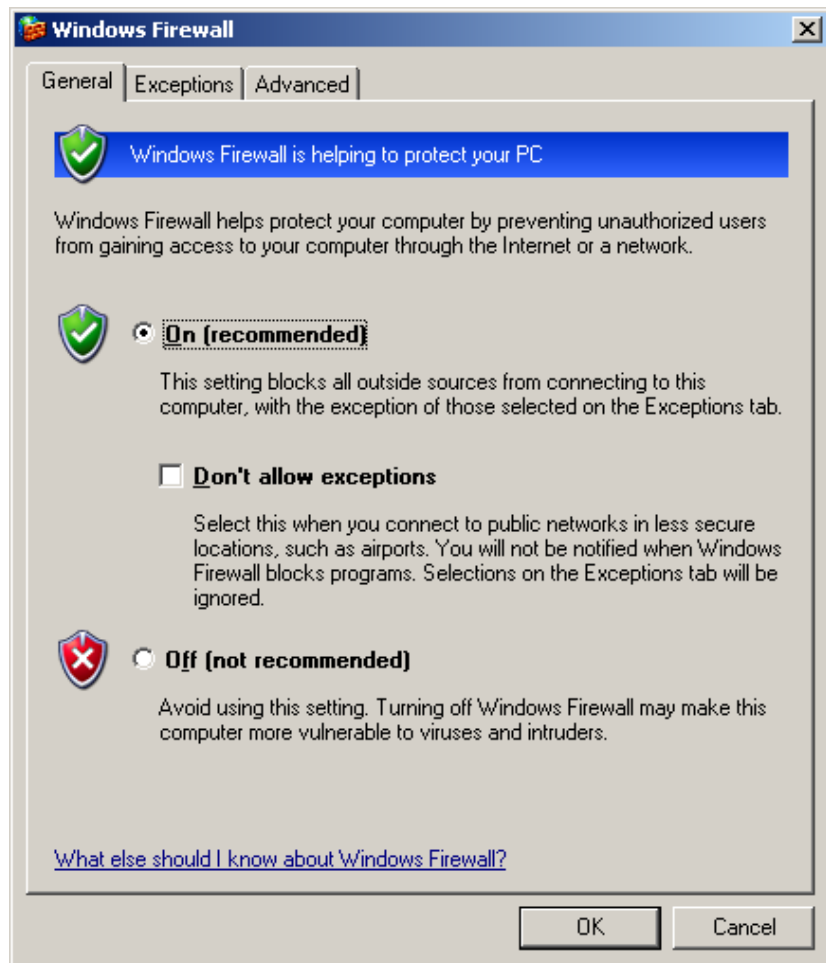 Windows Firewall
General Exceptions Advanced
Windows Firewall is helping to protect your PC
Windows Firewall helps protect your computer by preventing unauthorized users
from gaining access to your computer through the Internet or a network.
On (recommended)
This setting blocks all outside sources from connecting to this
computer, with the exception of those selected on the Exceptions tab.
Don't allow exceptions
Select this when you connect to public networks in less secure
locations, such as airports. You will not be notified when Windows
Firewall blocks programs. Selections on the Exceptions tab will be
ignored.
Off (not recommended)
Avoid using this setting. Turning off Windows Firewall may make this
computer more vulnerable to viruses and intruders.
What else should I know about Windows Firewall?
OK Cancel